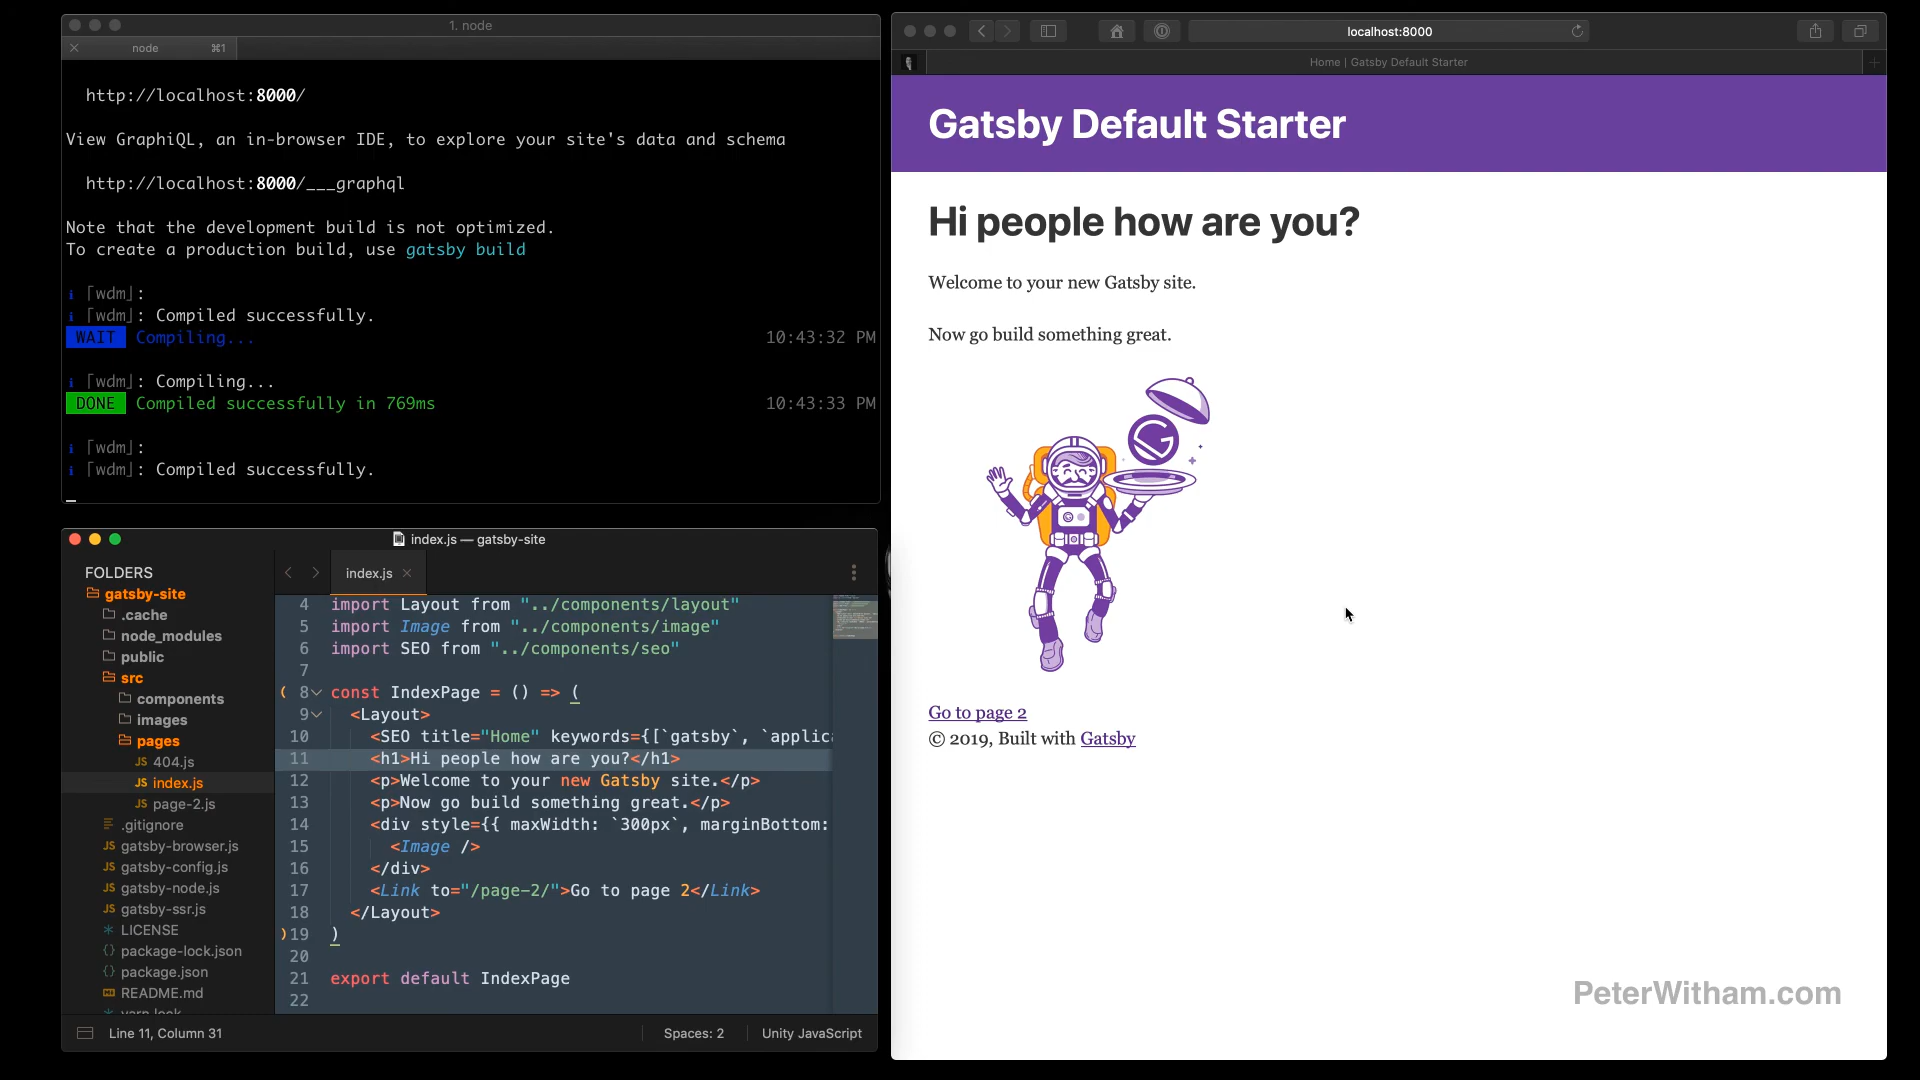 1. node
node ⌘1
http://localhost:8000/
View GraphiQL, an in-browser IDE, to explore your site's data and schema
http://localhost:8000/___graphql
Note that the development build is not optimized.
To create a production build, use gatsby build
ℹ 「wdm」:
ℹ 「wdm」: Compiled successfully.
WAIT Compiling... 10:43:32 PM
ℹ 「wdm」: Compiling...
DONE Compiled successfully in 769ms 10:43:33 PM
ℹ 「wdm」:
ℹ 「wdm」: Compiled successfully.
index.js — gatsby-site
FOLDERS
gatsby-site
.cache
node_modules
public
src
components
images
pages
JS 404.js
JS index.js
JS page-2.js
.gitignore
JS gatsby-browser.js
JS gatsby-config.js
JS gatsby-node.js
JS gatsby-ssr.js
LICENSE
package-lock.json
package.json
README.md
yarn.lock
index.js
4 import Layout from "../components/layout"
5 import Image from "../components/image"
6 import SEO from "../components/seo"
7
8 const IndexPage = () => (
9 <Layout>
10 <SEO title="Home" keywords={[`gatsby`, `applic
11 <h1>Hi people how are you?</h1>
12 <p>Welcome to your new Gatsby site.</p>
13 <p>Now go build something great.</p>
14 <div style={{ maxWidth: `300px`, marginBottom:
15 <Image />
16 </div>
17 <Link to="/page-2/">Go to page 2</Link>
18 </Layout>
19 )
20
21 export default IndexPage
22
Line 11, Column 31 Spaces: 2 Unity JavaScript
localhost:8000
Home | Gatsby Default Starter
Gatsby Default Starter
Hi people how are you?
Welcome to your new Gatsby site.
Now go build something great.
Go to page 2
© 2019, Built with Gatsby
PeterWitham.com